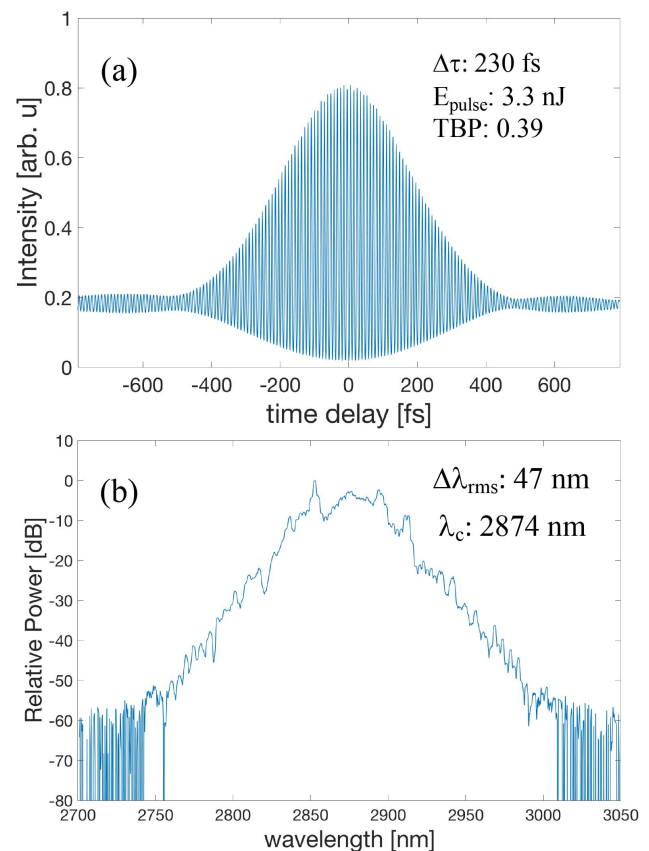 (a)
Δτ: 230 fs
E_pulse: 3.3 nJ
TBP: 0.39
Intensity [arb. u]
1
0.8
0.6
0.4
0.2
0
-600 -400 -200 0 200 400 600
time delay [fs]
(b)
Δλ_rms: 47 nm
λ_c: 2874 nm
Relative Power [dB]
10
0
-10
-20
-30
-40
-50
-60
-70
-80
2700 2750 2800 2850 2900 2950 3000 3050
wavelength [nm]